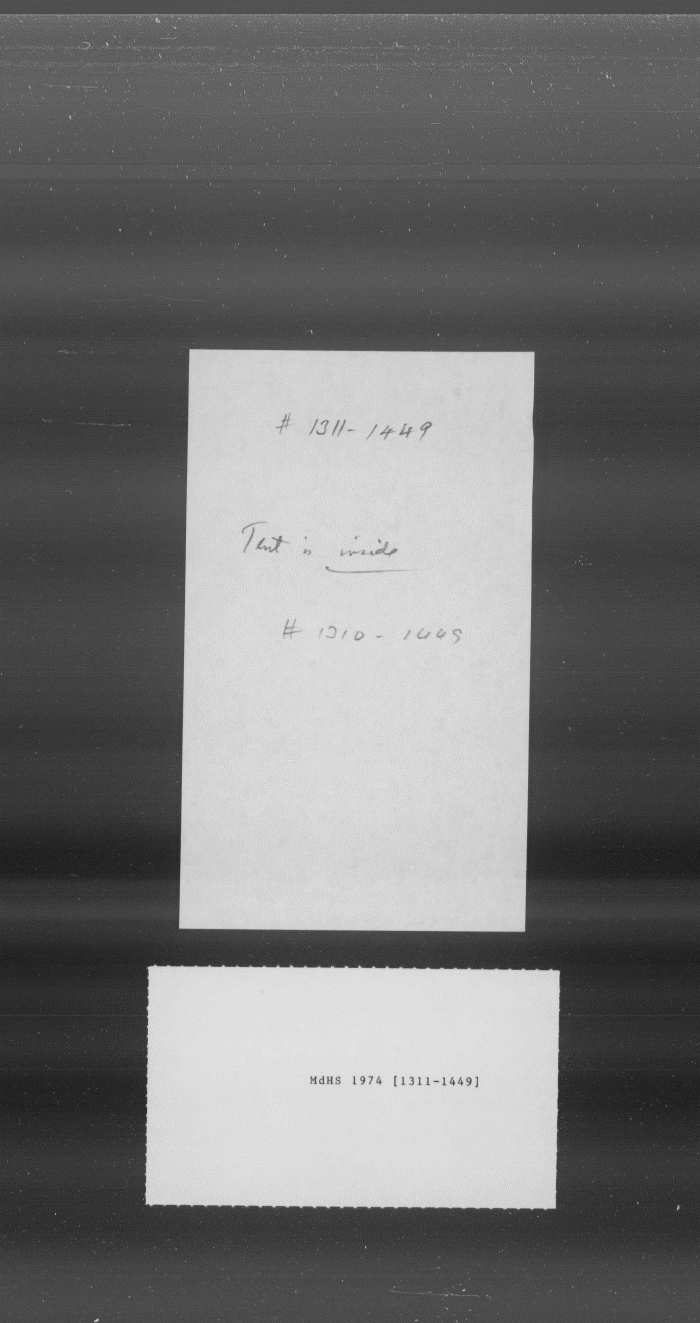 # 1311-1449
Text is inside
# 1310 - 1449
MdHS 1974 [1311-1449]